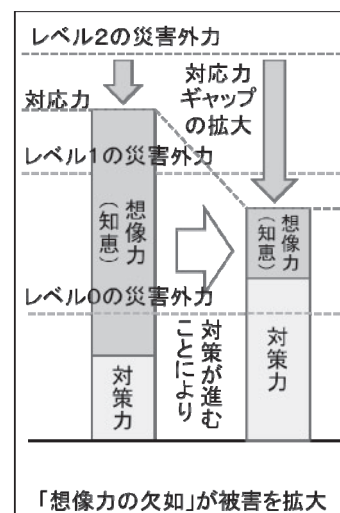 レベル2の災害外力
対応力
ギャップ
の拡大
対応力
レベル1の災害外力
想像力
（知恵）
想像力
（知恵）
レベル0の災害外力
対策が進む
ことにより
対策力
対策力
「想像力の欠如」が被害を拡大